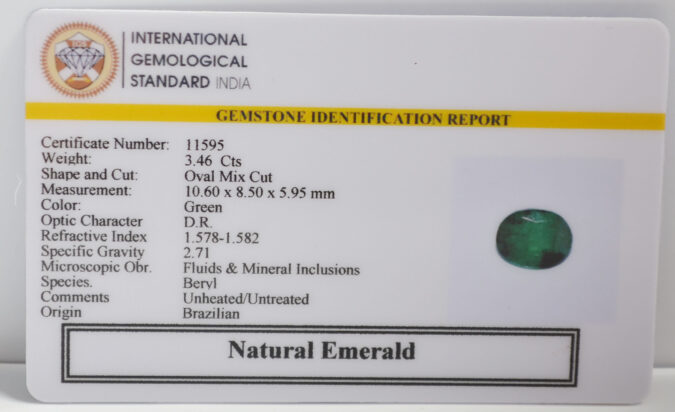 INTERNATIONAL
GEMOLOGICAL
STANDARD INDIA
GEMSTONE IDENTIFICATION REPORT
Certificate Number: 11595
Weight: 3.46 Cts
Shape and Cut: Oval Mix Cut
Measurement: 10.60 x 8.50 x 5.95 mm
Color: Green
Optic Character D.R.
Refractive Index 1.578-1.582
Specific Gravity 2.71
Microscopic Obr. Fluids & Mineral Inclusions
Species. Beryl
Comments Unheated/Untreated
Origin Brazilian
Natural Emerald